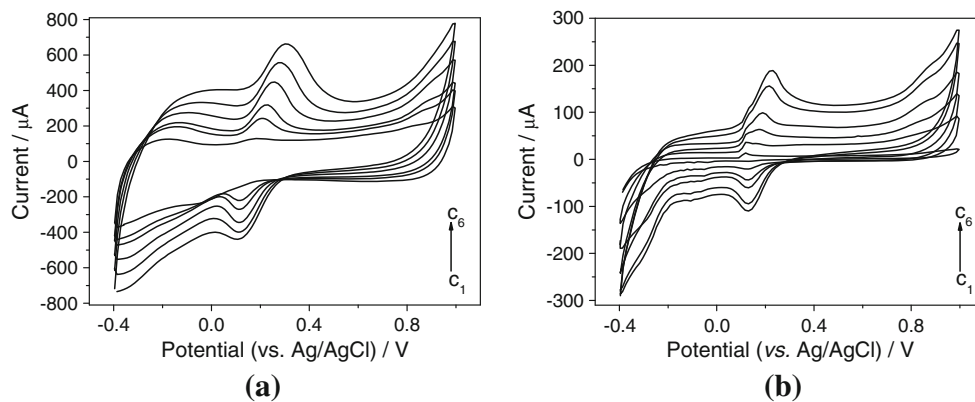 800
600
400
200
0
-200
-400
-600
-800
Current / μA
-0.4
0.0
0.4
0.8
Potential (vs. Ag/AgCl) / V
c6
c1
(a)
300
200
100
0
-100
-200
-300
Current / μA
-0.4
0.0
0.4
0.8
Potential (vs. Ag/AgCl) / V
c6
c1
(b)